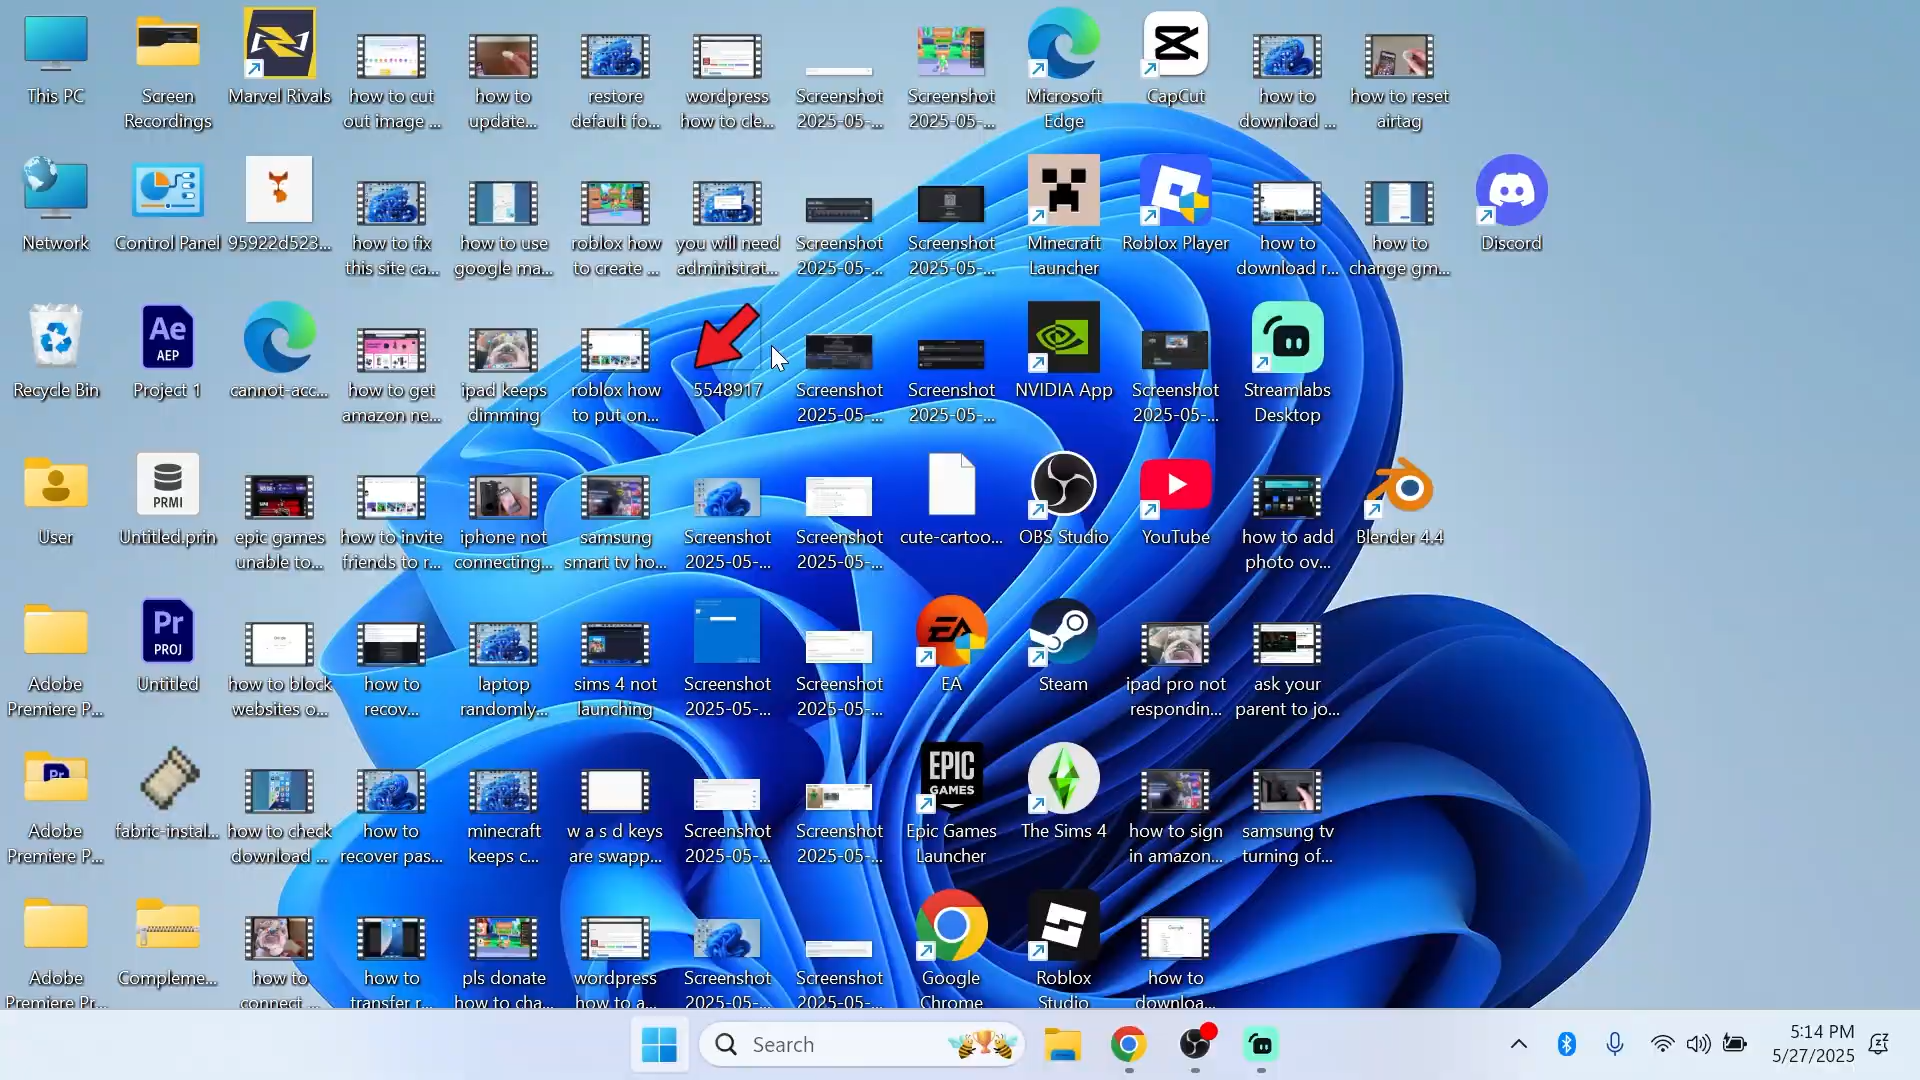 This PC
Screen
Recordings
Marvel Rivals
how to cut
out image ...
how to
update...
restore
default fo...
wordpress
how to cle...
Screenshot
2025-05-...
Screenshot
2025-05-...
Microsoft
Edge
CapCut
how to
download ...
how to reset
airtag
Network
Control Panel
95922d523...
how to fix
this site ca...
how to use
google ma...
roblox how
to create ...
you will need
administrat...
Screenshot
2025-05-...
Screenshot
2025-05-...
Minecraft
Launcher
Roblox Player
how to
download r...
how to
change gm...
Discord
Recycle Bin
Ae
AEP
Project 1
cannot-acc...
how to get
amazon ne...
ipad keeps
dimming
roblox how
to put on...
5548917
Screenshot
2025-05-...
Screenshot
2025-05-...
NVIDIA App
Screenshot
2025-05-...
Streamlabs
Desktop
User
PRMI
Untitled.prin
epic games
unable to...
how to invite
friends to r...
iphone not
connecting...
samsung
smart tv ho...
Screenshot
2025-05-...
Screenshot
2025-05-...
cute-cartoo...
OBS Studio
YouTube
how to add
photo ov...
Blender 4.4
Adobe
Premiere P...
Pr
PROJ
Untitled
how to block
websites o...
how to
recov...
laptop
randomly...
sims 4 not
launching
Screenshot
2025-05-...
Screenshot
2025-05-...
EA
EA
Steam
ipad pro not
respondin...
ask your
parent to jo...
Pr
Adobe
Premiere P...
fabric-instal...
how to check
download ...
how to
recover pas...
minecraft
keeps c...
w a s d keys
are swapp...
Screenshot
2025-05-...
Screenshot
2025-05-...
EPIC
GAMES
Epic Games
Launcher
The Sims 4
how to sign
in amazon...
samsung tv
turning of...
Adobe
Premiere Pr...
Compleme...
how to
connect ...
how to
transfer r...
pls donate
how to cha...
wordpress
how to a...
Screenshot
2025-05-...
Screenshot
2025-05-...
Google
Chrome
Roblox
Studio
how to
downloa...
Search
5:14 PM
5/27/2025